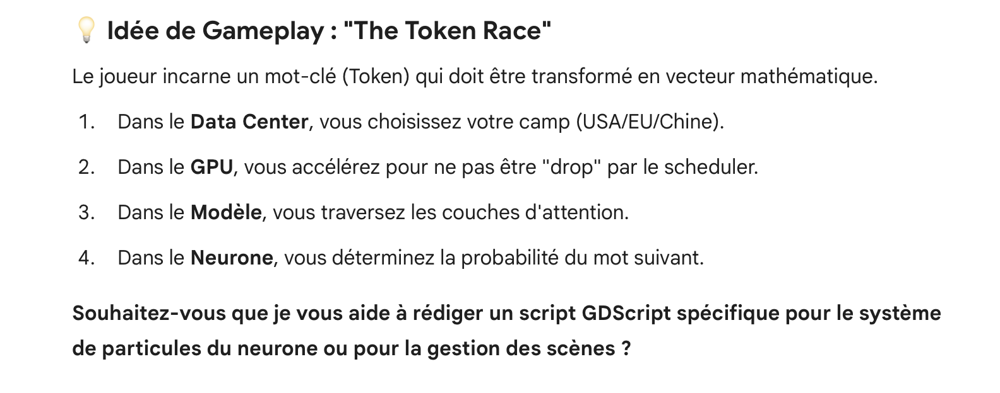 💡 Idée de Gameplay : "The Token Race"
Le joueur incarne un mot-clé (Token) qui doit être transformé en vecteur mathématique.
1. Dans le Data Center, vous choisissez votre camp (USA/EU/Chine).
2. Dans le GPU, vous accélérez pour ne pas être "drop" par le scheduler.
3. Dans le Modèle, vous traversez les couches d'attention.
4. Dans le Neurone, vous déterminez la probabilité du mot suivant.
Souhaitez-vous que je vous aide à rédiger un script GDScript spécifique pour le système
de particules du neurone ou pour la gestion des scènes ?